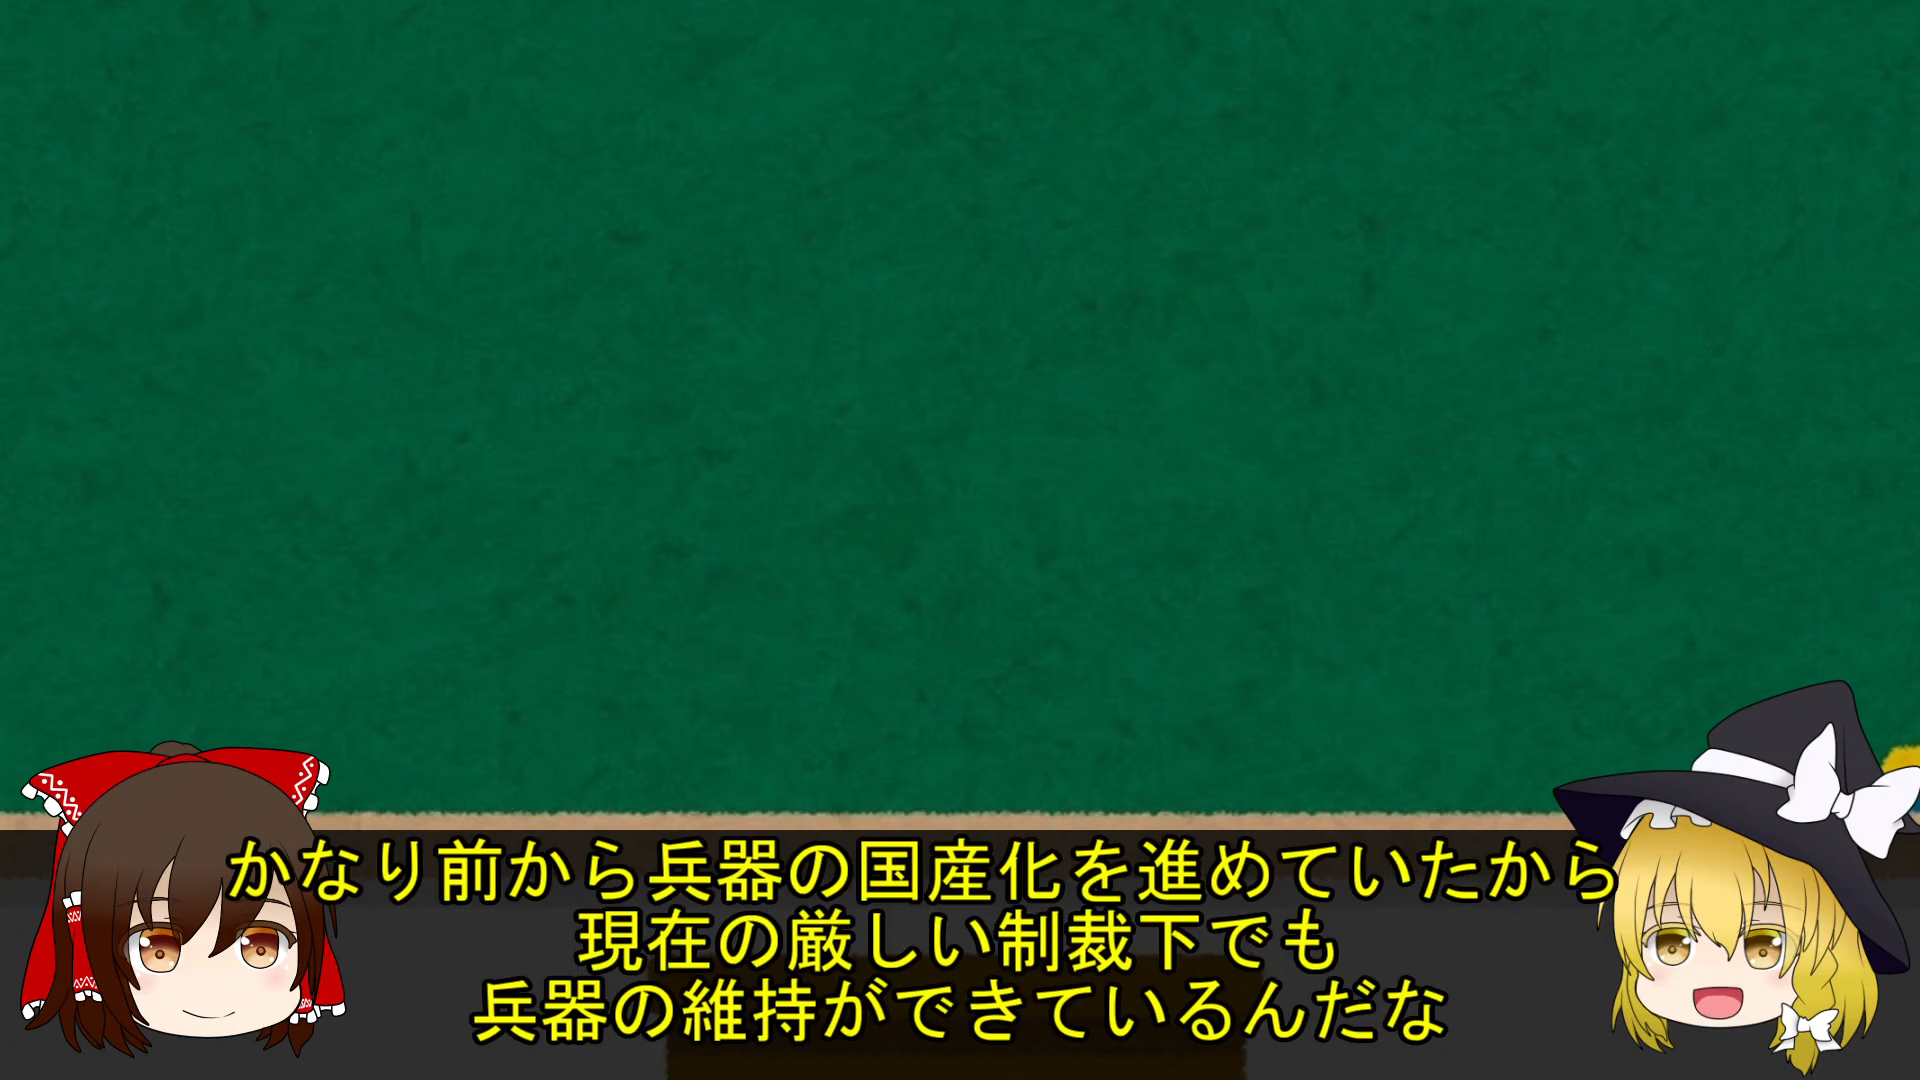 かなり前から兵器の国産化を進めていたから
現在の厳しい制裁下でも
兵器の維持ができているんだな